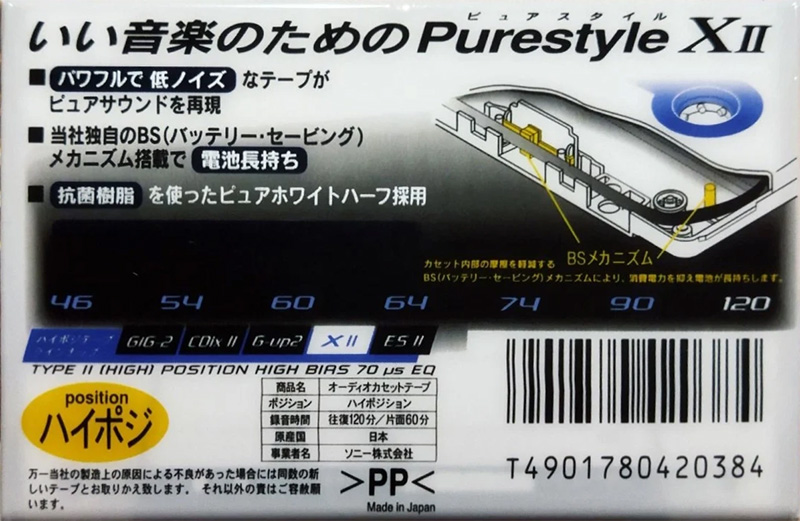 ピュアスタイル
いい音楽のためのPurestyle XII
■ パワフルで 低ノイズ なテープが
ピュアサウンドを再現
■ 当社独自のBS(バッテリー・セービング)
メカニズム搭載で 電池長持ち
■ 抗菌樹脂 を使ったピュアホワイトハーフ採用
BSメカニズム
カセット内部の摩擦を軽減する
BS(バッテリー・セービング)メカニズムにより、消費電力を抑え電池が長持ちします。
46 54 60 64 74 90 120
ハイポジテープ
ラインナップ
GIG-2 CDix II G-up2 X II ES II
TYPE II (HIGH) POSITION HIGH BIAS 70 µs EQ
position
ハイポジ
商品名 オーディオカセットテープ
ポジション ハイポジション
録音時間 往復120分/片面60分
原産国 日本
事業者名 ソニー株式会社
万一当社の製造上の原因による不良があった場合には同数の新
しいテープとお取りかえ致します。それ以外の責はご容赦願
います。
>PP<
Made in Japan
T4901780420384